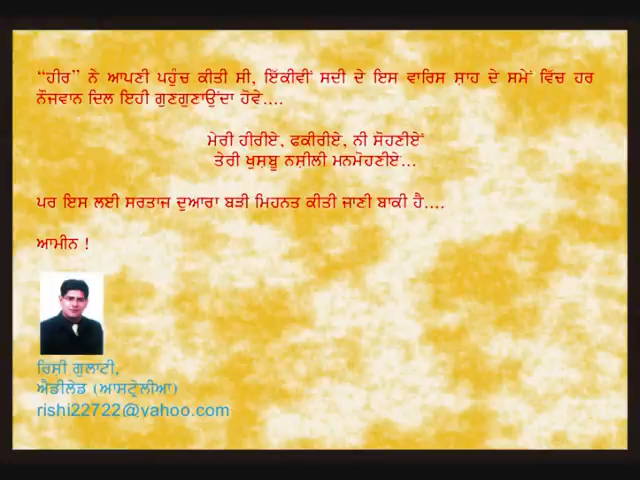 “ਹੀਰ” ਨੇ ਆਪਣੀ ਪਹੁੰਚ ਕੀਤੀ ਸੀ, ਇੱਕੀਵੀਂ ਸਦੀ ਦੇ ਇਸ ਵਾਰਿਸ ਸ਼ਾਹ ਦੇ ਸਮੇਂ ਵਿੱਚ ਹਰ
ਨੌਜਵਾਨ ਦਿਲ ਇਹੀ ਗੁਣਗੁਣਾਉਂਦਾ ਹੋਵੇ....
ਮੇਰੀ ਹੀਰੀਏ, ਫਕੀਰੀਏ, ਨੀ ਸੋਹਣੀਏਂ
ਤੇਰੀ ਖੁਸ਼ਬੂ ਨਸ਼ੀਲੀ ਮਨਮੋਹਣੀਏ...
ਪਰ ਇਸ ਲਈ ਸਰਤਾਜ ਦੁਆਰਾ ਬੜੀ ਮਿਹਨਤ ਕੀਤੀ ਜਾਣੀ ਬਾਕੀ ਹੈ....
ਆਮੀਨ !
ਰਿਸ਼ੀ ਗੁਲਾਟੀ,
ਐਡੀਲੇਡ (ਆਸਟ੍ਰੇਲੀਆ)
rishi22722@yahoo.com